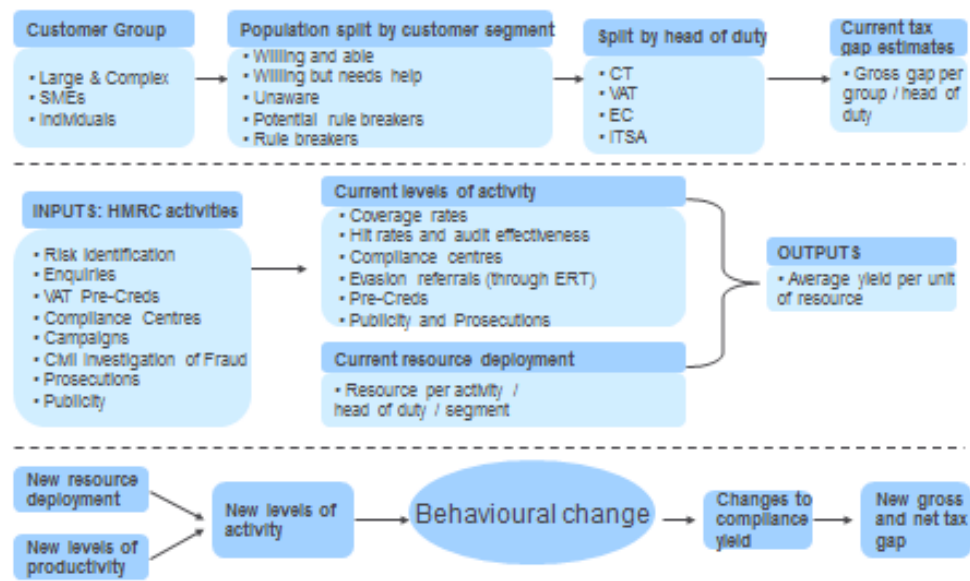 Customer Group
• Large & Complex
• SMEs
• Individuals
Population split by customer segment
• Willing and able
• Willing but needs help
• Unaware
• Potential rule breakers
• Rule breakers
Split by head of duty
• CT
• VAT
• EC
• ITSA
Current tax
gap estimates
• Gross gap per
group / head of
duty
INPUTS: HMRC activities
• Risk Identification
• Enquiries
• VAT Pre-Creds
• Compliance Centres
• Campaigns
• Civil Investigation of Fraud
• Prosecutions
• Publicity
Current levels of activity
• Coverage rates
• Hit rates and audit effectiveness
• Compliance centres
• Evasion referrals (through ERT)
• Pre-Creds
• Publicity and Prosecutions
Current resource deployment
• Resource per activity /
head of duty / segment
OUTPUTS
• Average yield per unit
of resource
New resource
deployment
New levels of
productivity
New levels of
activity
Behavioural change
Changes to
compliance
yield
New gross
and net tax
gap